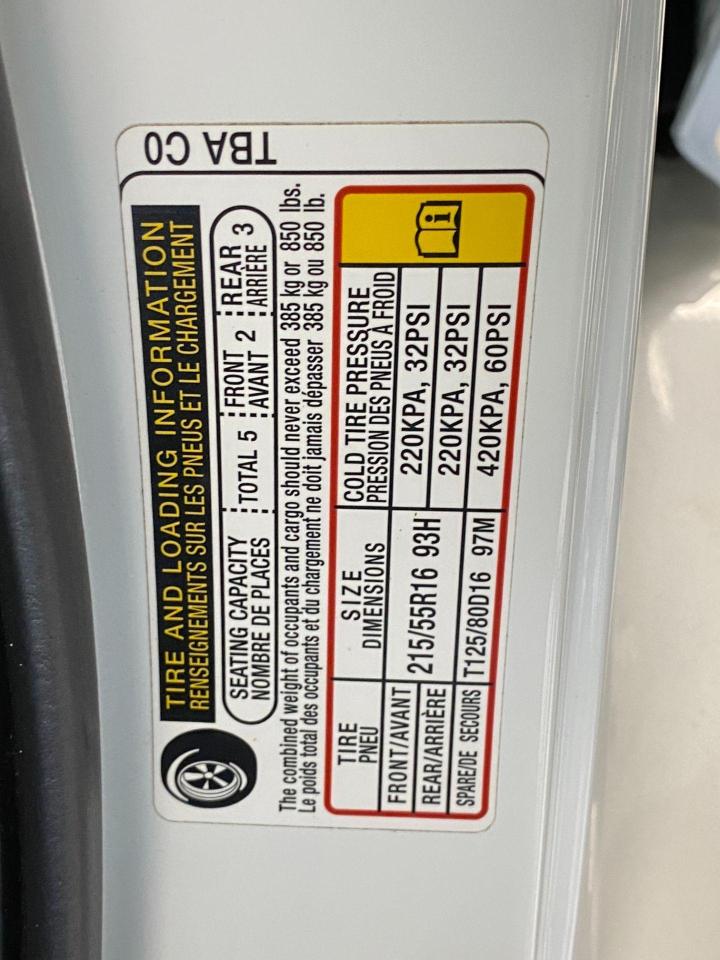 TBA C0
TIRE AND LOADING INFORMATION
RENSEIGNEMENTS SUR LES PNEUS ET LE CHARGEMENT
SEATING CAPACITY
NOMBRE DE PLACES
TOTAL 5
FRONT
AVANT 2
REAR
ARRIÈRE 3
The combined weight of occupants and cargo should never exceed 385 kg or 850 lbs.
Le poids total des occupants et du chargement ne doit jamais dépasser 385 kg ou 850 lb.
TIRE
PNEU
SIZE
DIMENSIONS
COLD TIRE PRESSURE
PRESSION DES PNEUS À FROID
FRONT/AVANT
215/55R16 93H
220KPA, 32PSI
REAR/ARRIÈRE
220KPA, 32PSI
SPARE/DE SECOURS
T125/80D16 97M
420KPA, 60PSI